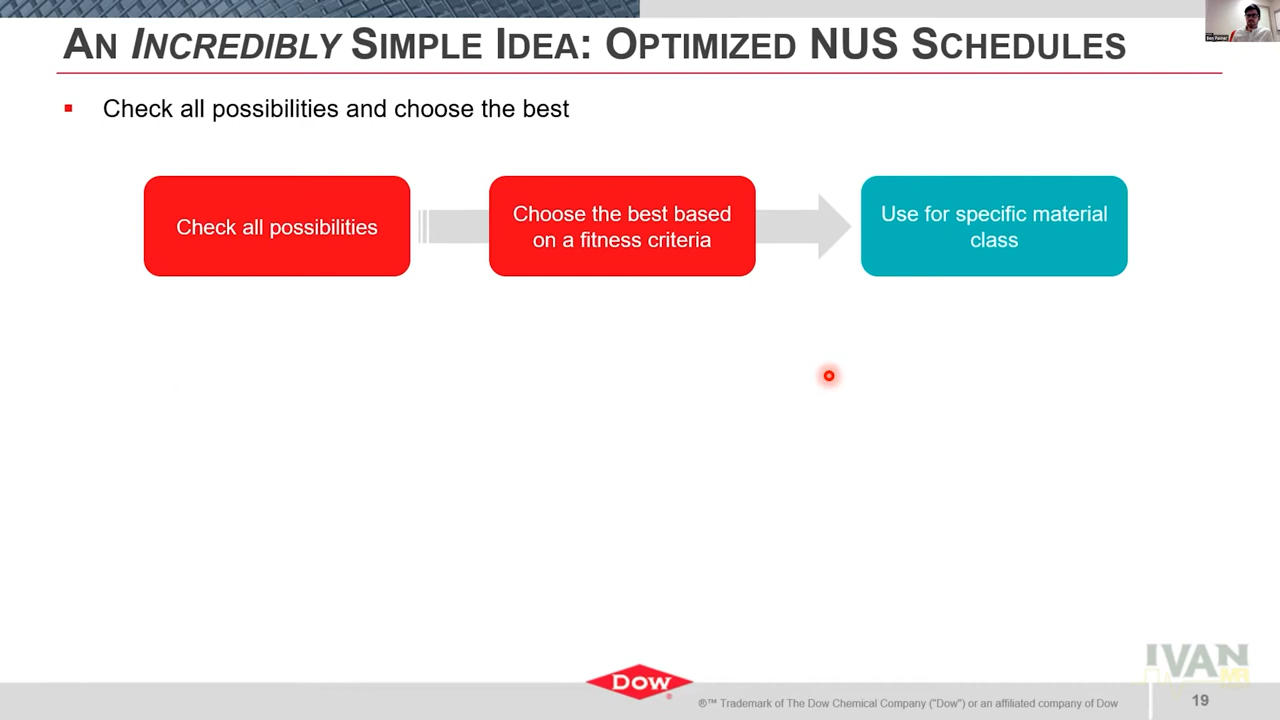 AN INCREDIBLY SIMPLE IDEA: OPTIMIZED NUS SCHEDULES
▪ Check all possibilities and choose the best
Check all possibilities
Choose the best based
on a fitness criteria
Use for specific material
class
IVAN
MR
Dow
®™ Trademark of The Dow Chemical Company ("Dow") or an affiliated company of Dow
19